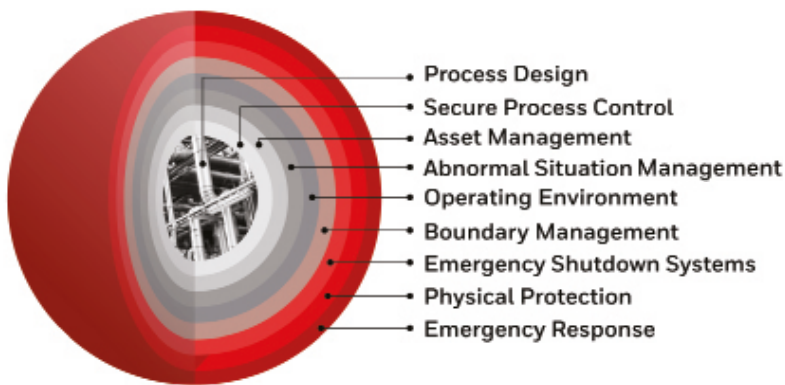 Process Design
Secure Process Control
Asset Management
Abnormal Situation Management
Operating Environment
Boundary Management
Emergency Shutdown Systems
Physical Protection
Emergency Response